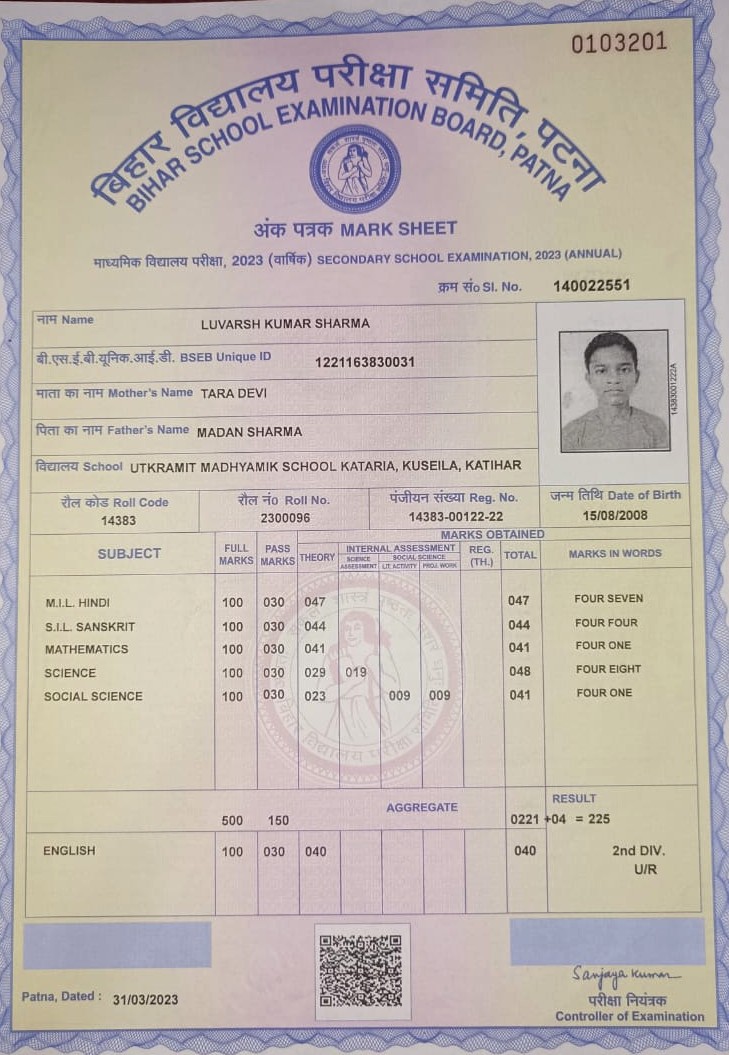 0103201
बिहार विद्यालय परीक्षा समिति, पटना
BIHAR SCHOOL EXAMINATION BOARD, PATNA
अंक पत्रक MARK SHEET
माध्यमिक विद्यालय परीक्षा, 2023 (वार्षिक) SECONDARY SCHOOL EXAMINATION, 2023 (ANNUAL)
क्रम सं० Sl. No. 140022551
नाम Name LUVARSH KUMAR SHARMA
बी.एस.ई.बी.यूनिक.आई.डी. BSEB Unique ID 1221163830031
माता का नाम Mother's Name TARA DEVI
पिता का नाम Father's Name MADAN SHARMA
विद्यालय School UTKRAMIT MADHYAMIK SCHOOL KATARIA, KUSEILA, KATIHAR
14383001222A
रौल कोड Roll Code रौल नं० Roll No. पंजीयन संख्या Reg. No. जन्म तिथि Date of Birth
14383 2300096 14383-00122-22 15/08/2008
SUBJECT FULL MARKS PASS MARKS MARKS OBTAINED
THEORY INTERNAL ASSESSMENT REG. (TH.) TOTAL MARKS IN WORDS
SCIENCE ASSESSMENT SOCIAL SCIENCE
LIT. ACTIVITY PROJ. WORK
M.I.L. HINDI 100 030 047 047 FOUR SEVEN
S.I.L. SANSKRIT 100 030 044 044 FOUR FOUR
MATHEMATICS 100 030 041 041 FOUR ONE
SCIENCE 100 030 029 019 048 FOUR EIGHT
SOCIAL SCIENCE 100 030 023 009 009 041 FOUR ONE
AGGREGATE RESULT
500 150 0221 +04 = 225
ENGLISH 100 030 040 040 2nd DIV.
U/R
Sanjaya Kumar
Patna, Dated : 31/03/2023
परीक्षा नियंत्रक
Controller of Examination